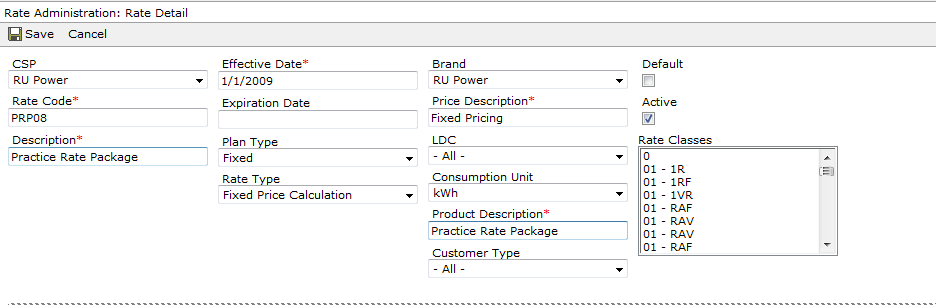 Rate Administration: Rate Detail
Save Cancel
CSP
RU Power
Rate Code*
PRP08
Description*
Practice Rate Package
Effective Date*
1/1/2009
Expiration Date
Plan Type
Fixed
Rate Type
Fixed Price Calculation
Brand
RU Power
Price Description*
Fixed Pricing
LDC
- All -
Consumption Unit
kWh
Product Description*
Practice Rate Package
Customer Type
- All -
Default
Active
Rate Classes
0
01 - 1R
01 - 1RF
01 - 1VR
01 - RAF
01 - RAV
01 - RAV
01 - RAF